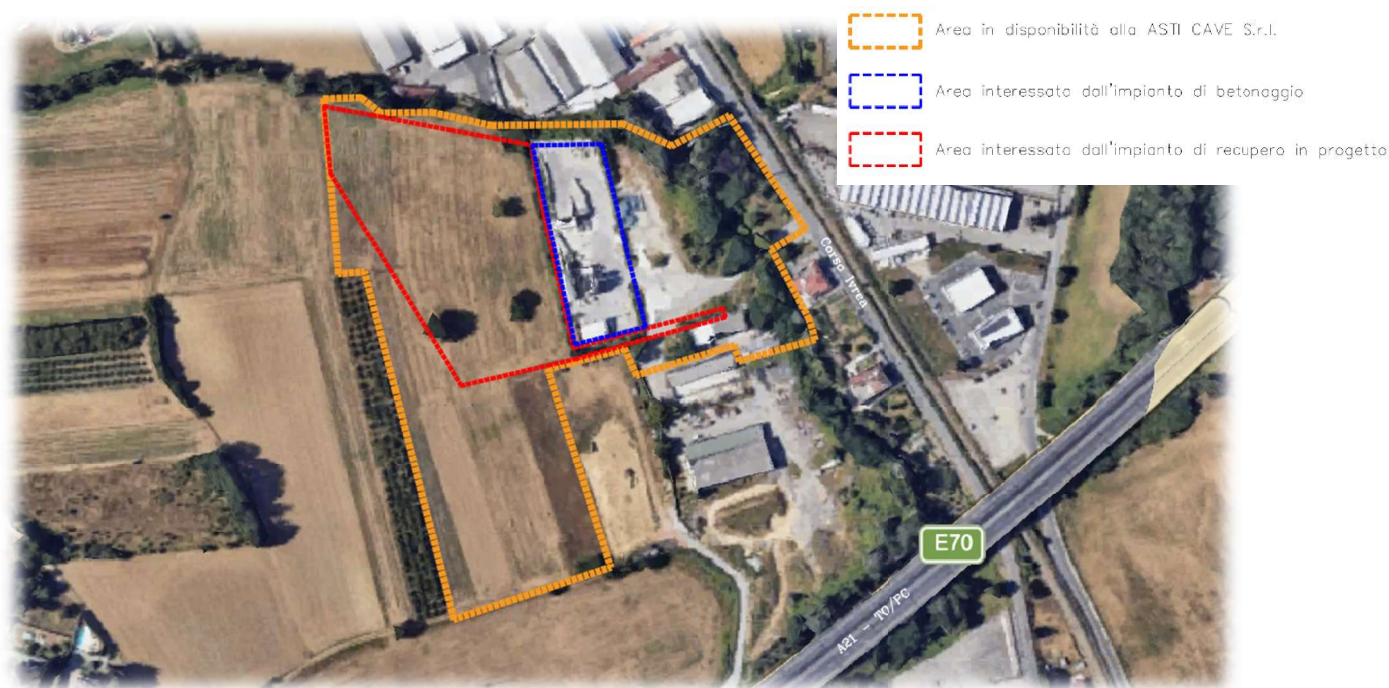 Area in disponibilità alla ASTI CAVE S.r.l.
Area interessata dall'impianto di betonaggio
Area interessata dall'impianto di recupero in progetto
Corso Ivrea
E70
A21 - TO/PC